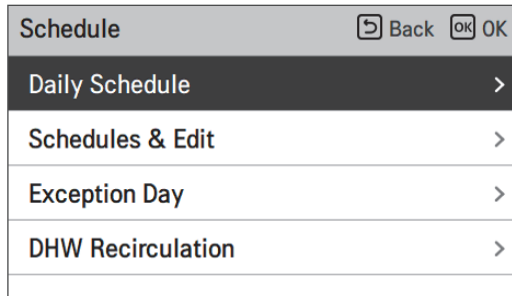 Schedule Back OK OK
Daily Schedule >
Schedules & Edit >
Exception Day >
DHW Recirculation >